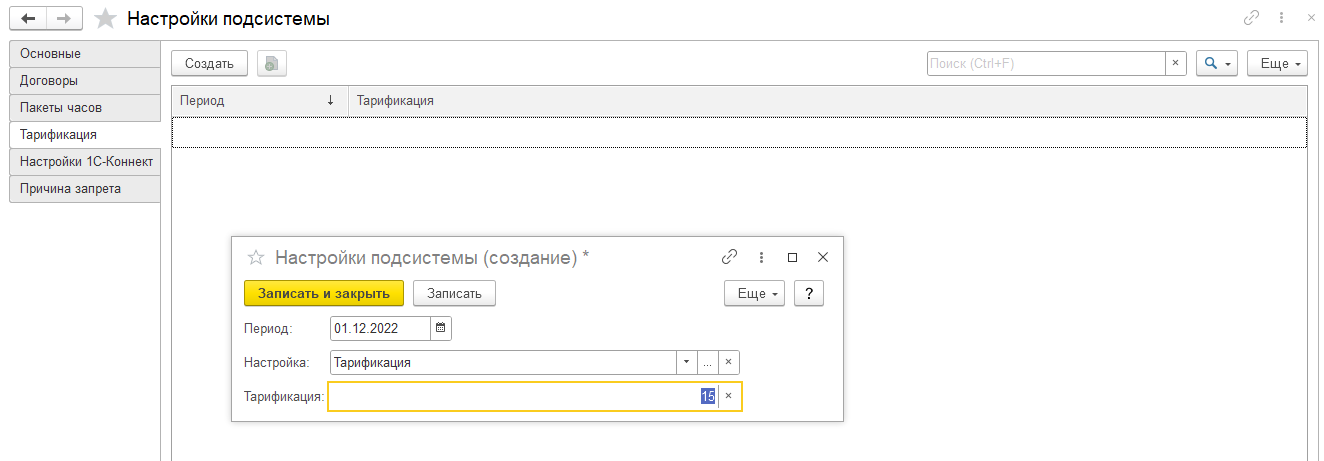 Настройки подсистемы
Основные
Договоры
Пакеты часов
Тарификация
Настройки 1С-Коннект
Причина запрета
Создать
Поиск (Ctrl+F)
×
Еще
Период ↓ Тарификация
Настройки подсистемы (создание) *
Записать и закрыть Записать Еще ?
Период: 01.12.2022
Настройка: Тарификация ... ×
Тарификация: 15 ×